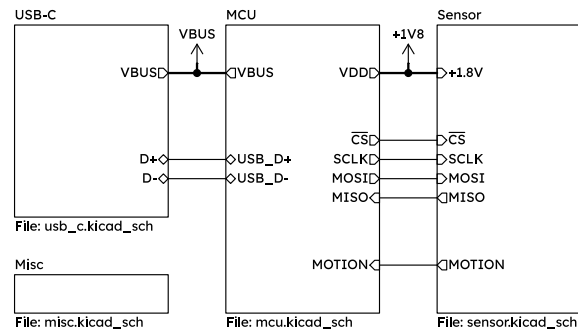 USB-C
VBUS
D+
D-
File: usb_c.kicad_sch
Misc
File: misc.kicad_sch
VBUS
MCU
VBUS
USB_D+
USB_D-
VDD
CS
SCLK
MOSI
MISO
MOTION
File: mcu.kicad_sch
+1V8
Sensor
+1.8V
CS
SCLK
MOSI
MISO
MOTION
File: sensor.kicad_sch